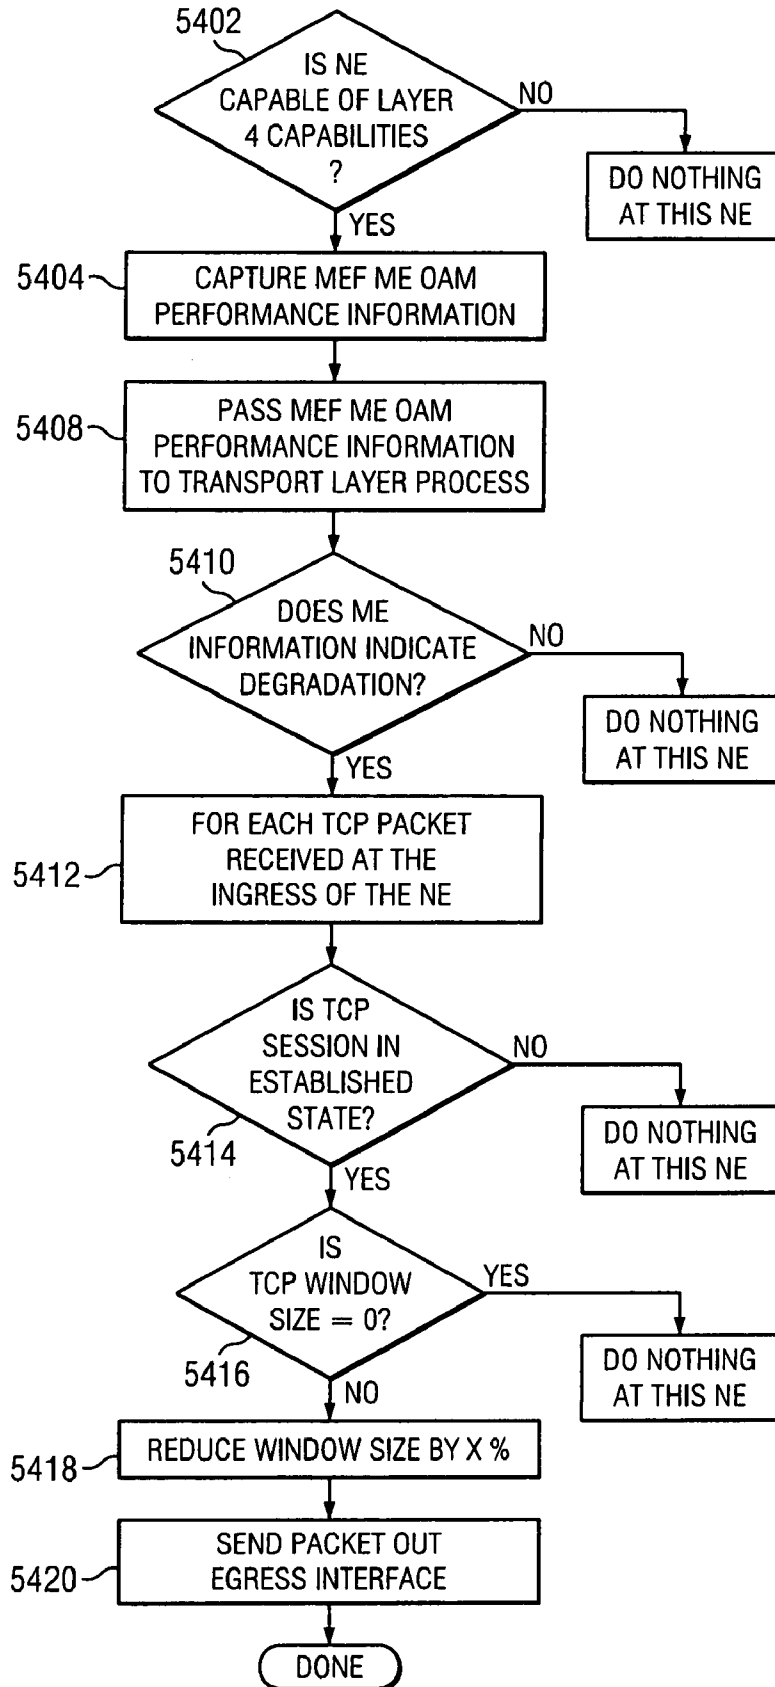 5402
IS NE
CAPABLE OF LAYER
4 CAPABILITIES
?
NO
DO NOTHING
AT THIS NE
YES
5404
CAPTURE MEF ME OAM
PERFORMANCE INFORMATION
5408
PASS MEF ME OAM
PERFORMANCE INFORMATION
TO TRANSPORT LAYER PROCESS
5410
DOES ME
INFORMATION INDICATE
DEGRADATION?
NO
DO NOTHING
AT THIS NE
YES
5412
FOR EACH TCP PACKET
RECEIVED AT THE
INGRESS OF THE NE
IS TCP
SESSION IN
ESTABLISHED
STATE?
5414
NO
DO NOTHING
AT THIS NE
YES
IS
TCP WINDOW
SIZE = 0?
5416
YES
DO NOTHING
AT THIS NE
NO
5418
REDUCE WINDOW SIZE BY X %
5420
SEND PACKET OUT
EGRESS INTERFACE
DONE